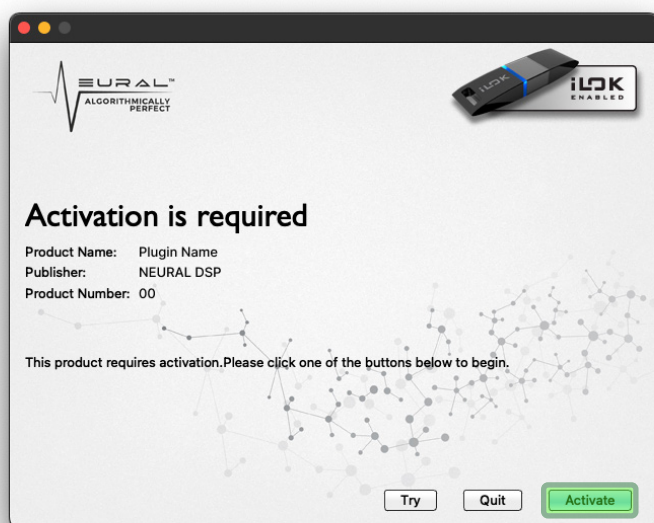 EURAL™
ALGORITHMICALLY
PERFECT
iLOK
iLOK
ENABLED
Activation is required
Product Name: Plugin Name
Publisher: NEURAL DSP
Product Number: 00
This product requires activation.Please click one of the buttons below to begin.
Try Quit Activate